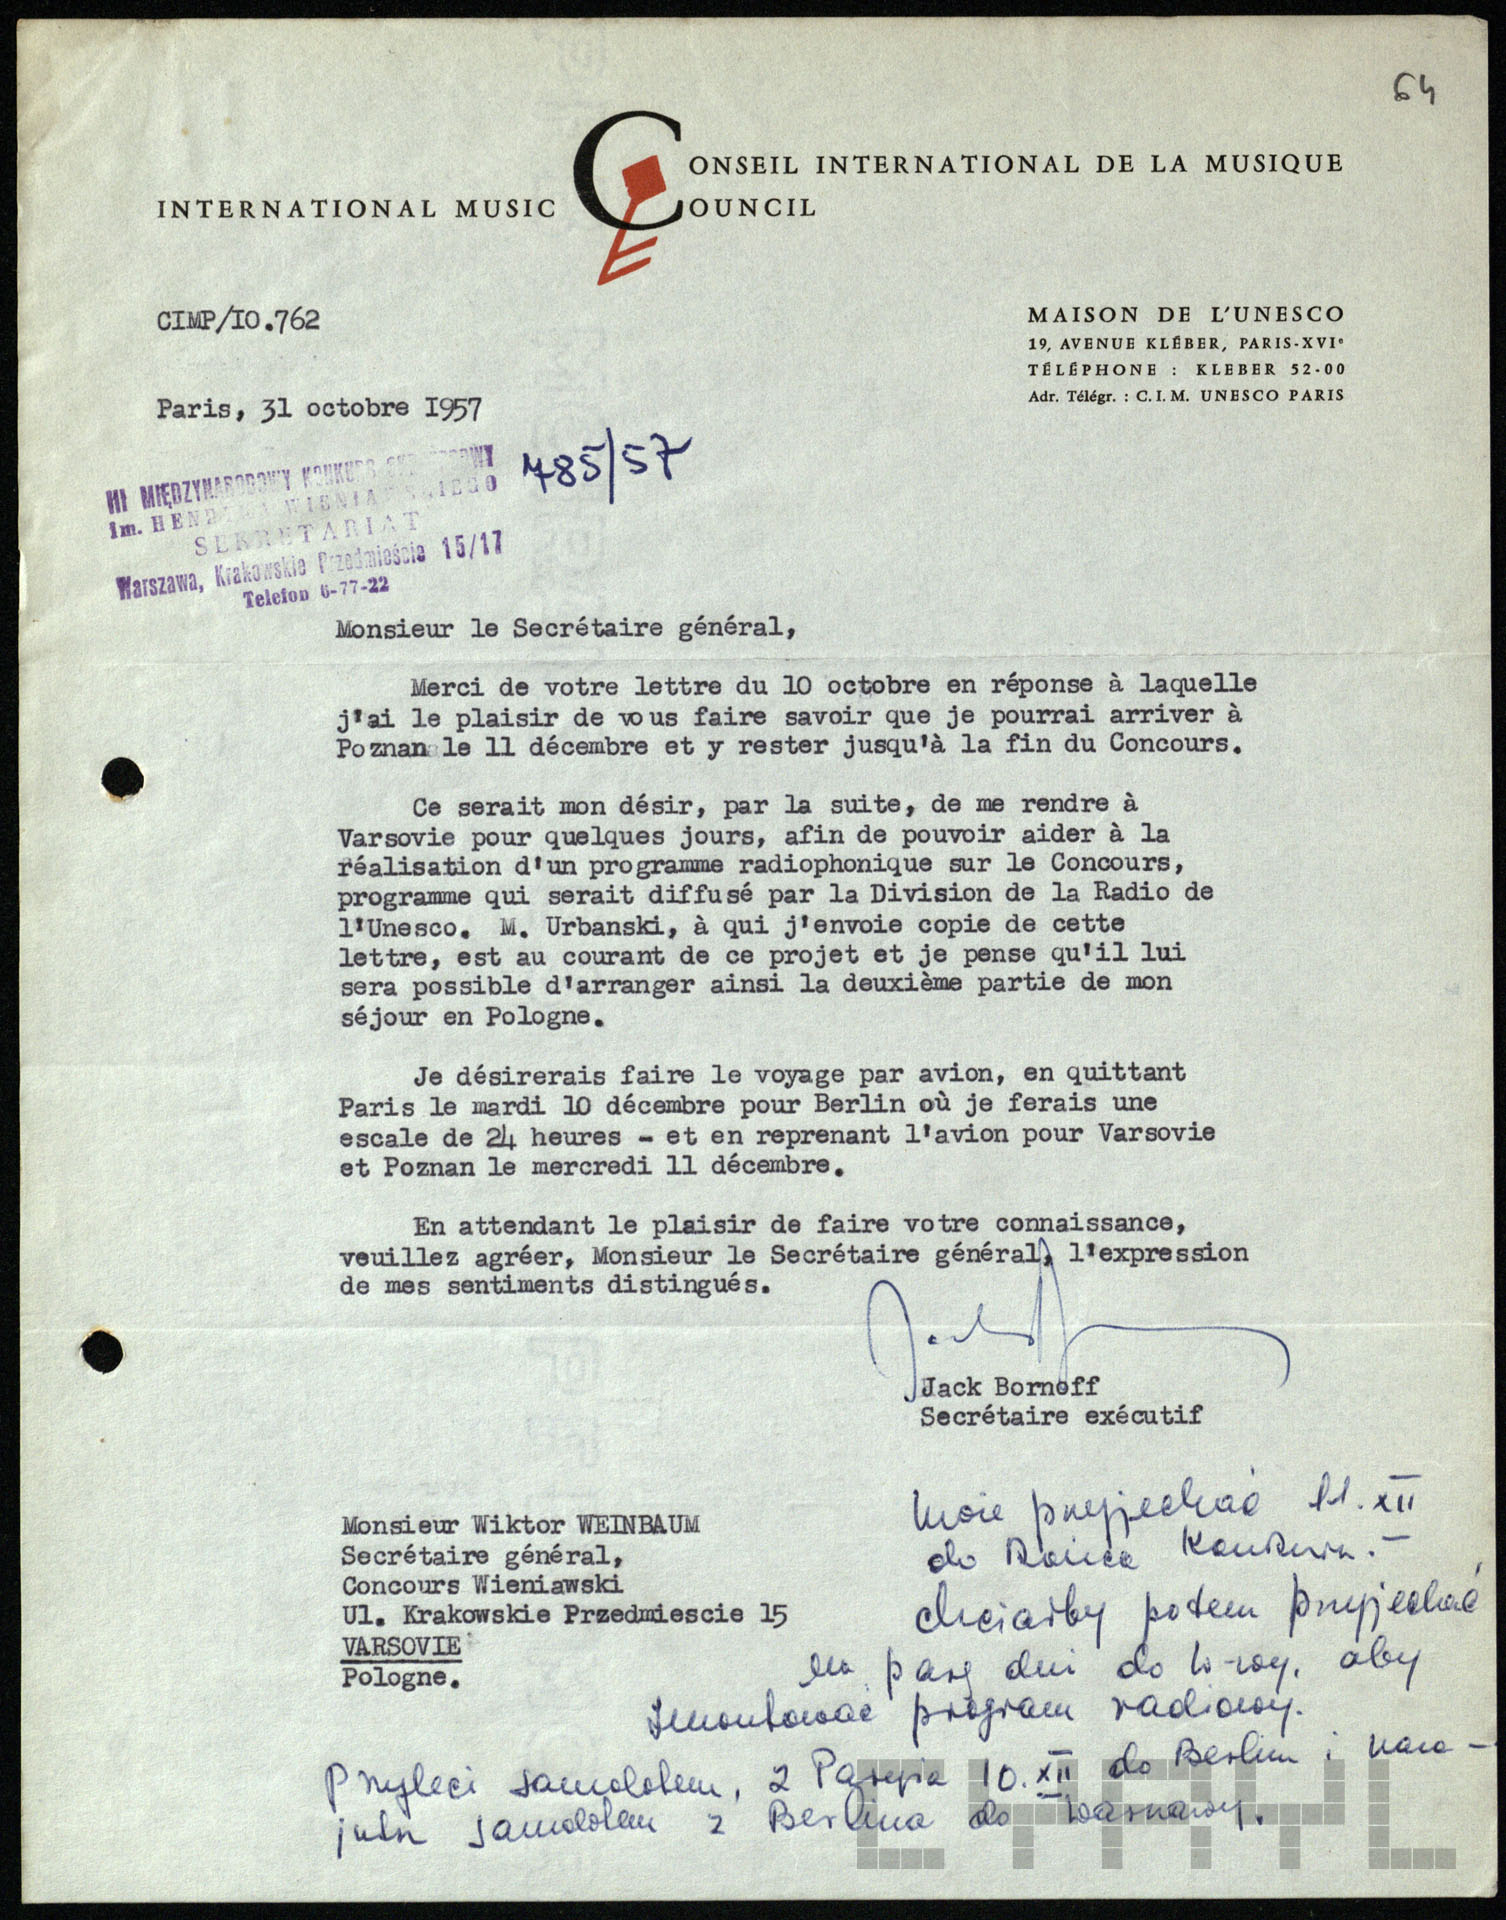 64
CONSEIL INTERNATIONAL DE LA MUSIQUE
INTERNATIONAL MUSIC COUNCIL
CIMP/IO.762
MAISON DE L'UNESCO
19, AVENUE KLÉBER, PARIS-XVIe
TÉLÉPHONE : KLEBER 52-00
Adr. Télégr. : C.I.M. UNESCO PARIS
Paris, 31 octobre I957
785/57
III MIĘDZYNARODOWY KONKURS SKRZYPCOWY
im. HENRYKA WIENIAWSKIEGO
SEKRETARIAT
Warszawa, Krakowskie Przedmieście 15/17
Telefon 6-77-22
Monsieur le Secrétaire général,
Merci de votre lettre du 10 octobre en réponse à laquelle
j'ai le plaisir de vous faire savoir que je pourrai arriver à
Poznan le 11 décembre et y rester jusqu'à la fin du Concours.
Ce serait mon désir, par la suite, de me rendre à
Varsovie pour quelques jours, afin de pouvoir aider à la
réalisation d'un programme radiophonique sur le Concours,
programme qui serait diffusé par la Division de la Radio de
l'Unesco. M. Urbanski, à qui j'envoie copie de cette
lettre, est au courant de ce projet et je pense qu'il lui
sera possible d'arranger ainsi la deuxième partie de mon
séjour en Pologne.
Je désirerais faire le voyage par avion, en quittant
Paris le mardi 10 décembre pour Berlin où je ferais une
escale de 24 heures - et en reprenant l'avion pour Varsovie
et Poznan le mercredi 11 décembre.
En attendant le plaisir de faire votre connaissance,
veuillez agréer, Monsieur le Secrétaire général, l'expression
de mes sentiments distingués.
Jack Bornoff
Secrétaire exécutif
Monsieur Wiktor WEINBAUM
Secrétaire général,
Concours Wieniawski
Ul. Krakowskie Przedmiescie 15
VARSOVIE
Pologne.
może przyjechać 11.XII
do końca Konkursu.-
chciałby potem przyjechać
na parę dni do W-wy, aby
zmontować program radiowy.
Przyleci samolotem, z Paryża 10.XII do Berlina i naza-
jutrz samolotem z Berlina do Warszawy.